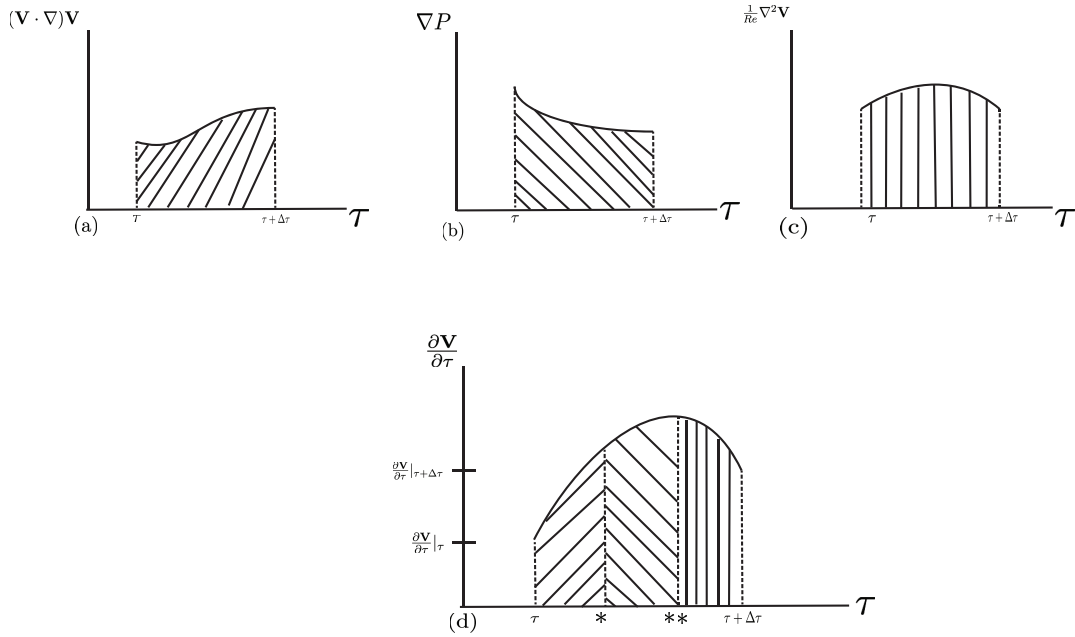 (V · ∇)V
τ
τ + Δτ
τ
(a)
∇P
τ
τ + Δτ
τ
(b)
1/Re ∇²V
τ
τ + Δτ
τ
(c)
∂V/∂τ
∂V/∂τ|τ+Δτ
∂V/∂τ|τ
τ
*
**
τ + Δτ
τ
(d)